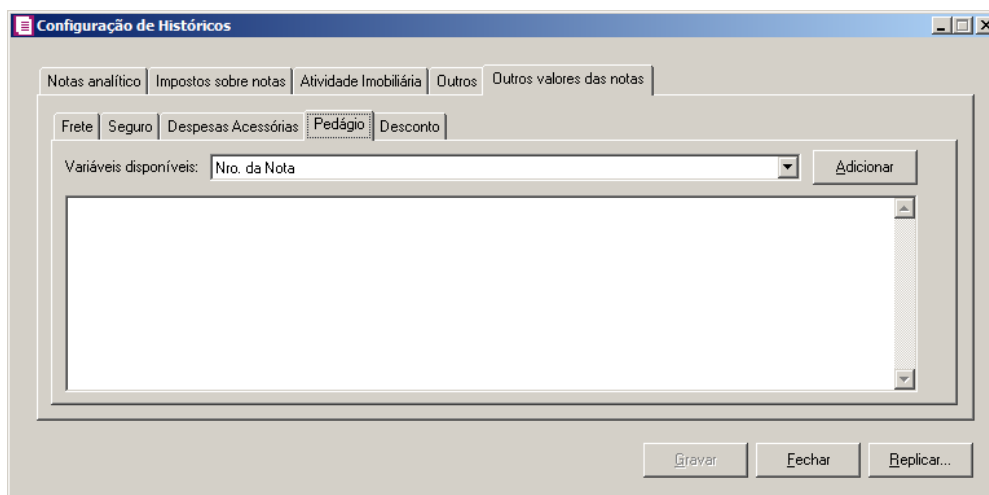 Configuração de Históricos
Notas analítico Impostos sobre notas Atividade Imobiliária Outros Outros valores das notas
Frete Seguro Despesas Acessórias Pedágio Desconto
Variáveis disponíveis: Nro. da Nota Adicionar
Gravar Fechar Replicar...